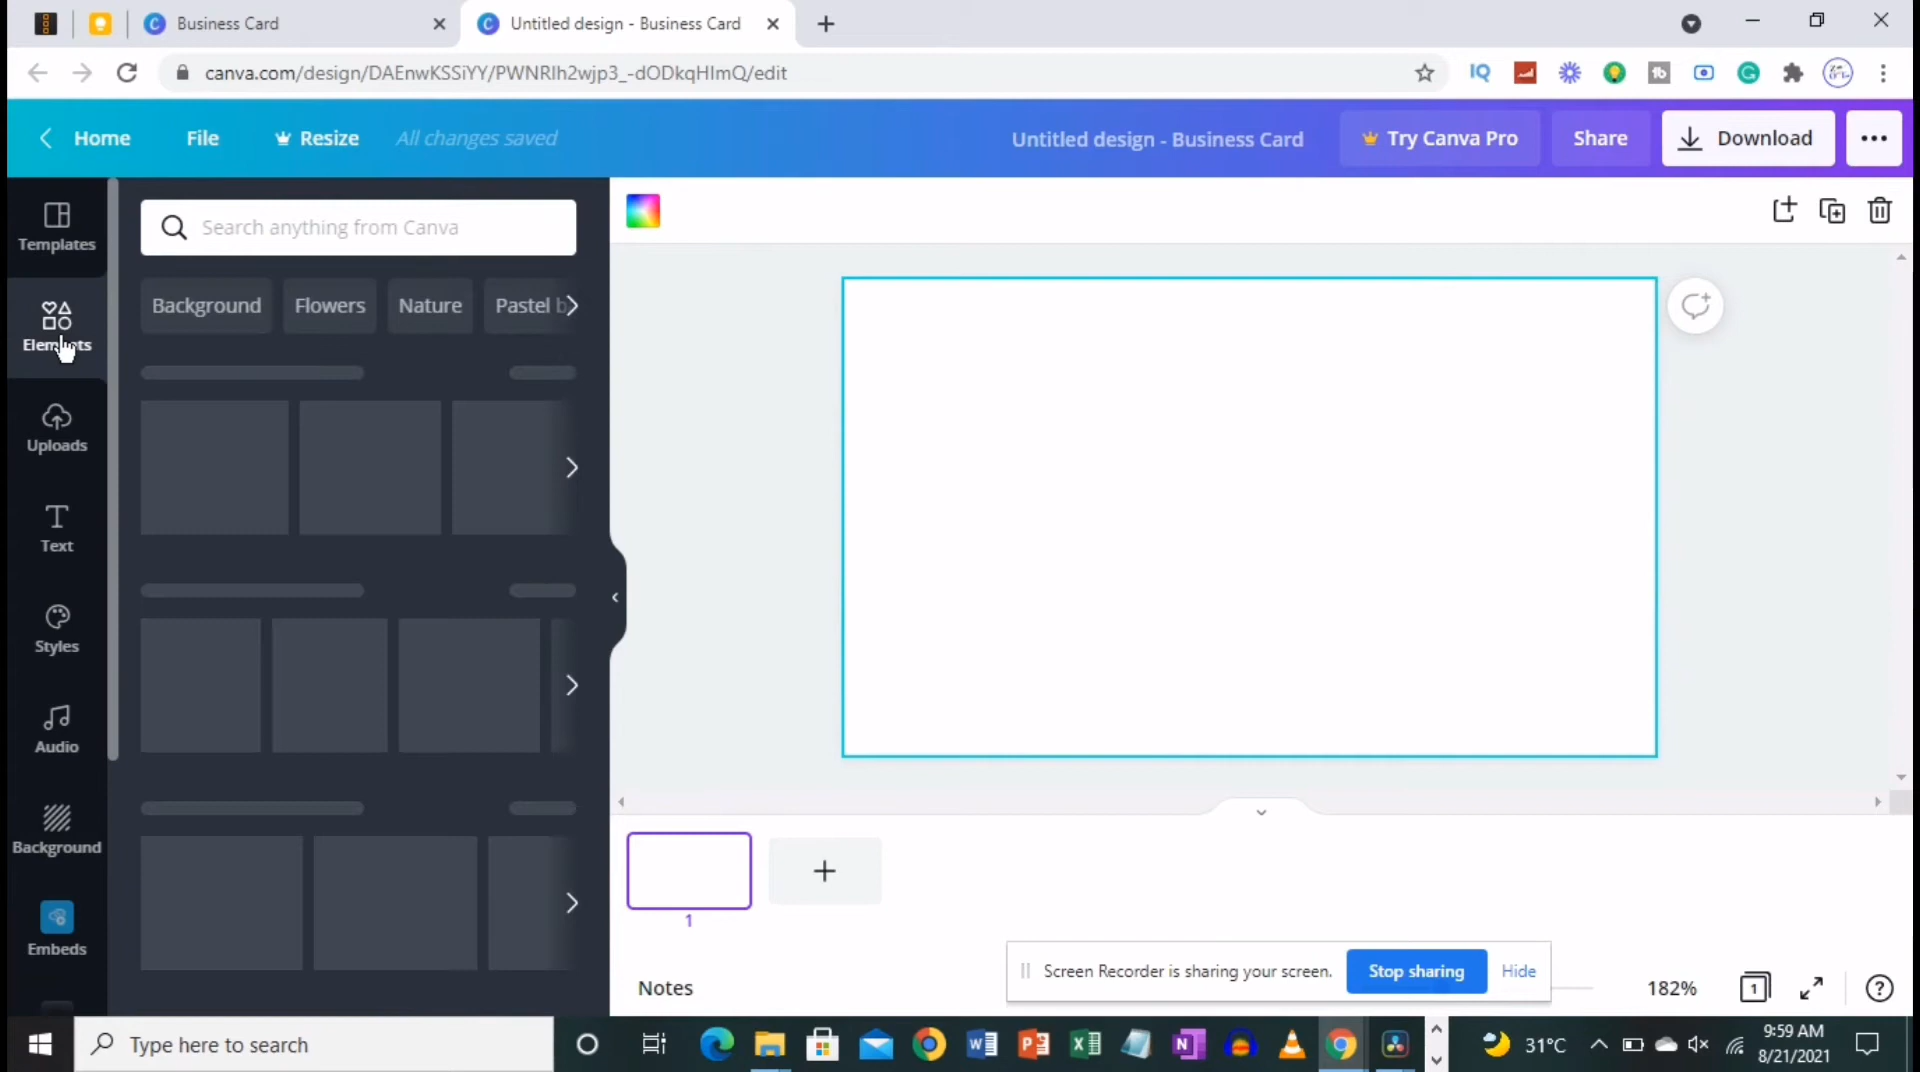 Business Card
Untitled design - Business Card
canva.com/design/DAEnwKSSiYY/PWNRIh2wjp3_-dODkqHImQ/edit
Home
File
Resize
All changes saved
Untitled design - Business Card
Try Canva Pro
Share
Download
Templates
Elements
Uploads
Text
Styles
Audio
Background
Embeds
Search anything from Canva
Background
Flowers
Nature
Pastel b
1
Notes
Screen Recorder is sharing your screen.
Stop sharing
Hide
182%
1
Type here to search
31°C
9:59 AM
8/21/2021